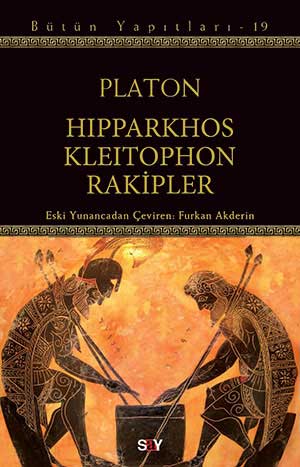 Bütün Yapıtları - 19
PLATON
HIPPARKHOS
KLEITOPHON
RAKİPLER
Eski Yunancadan Çeviren: Furkan Akderin
SAY